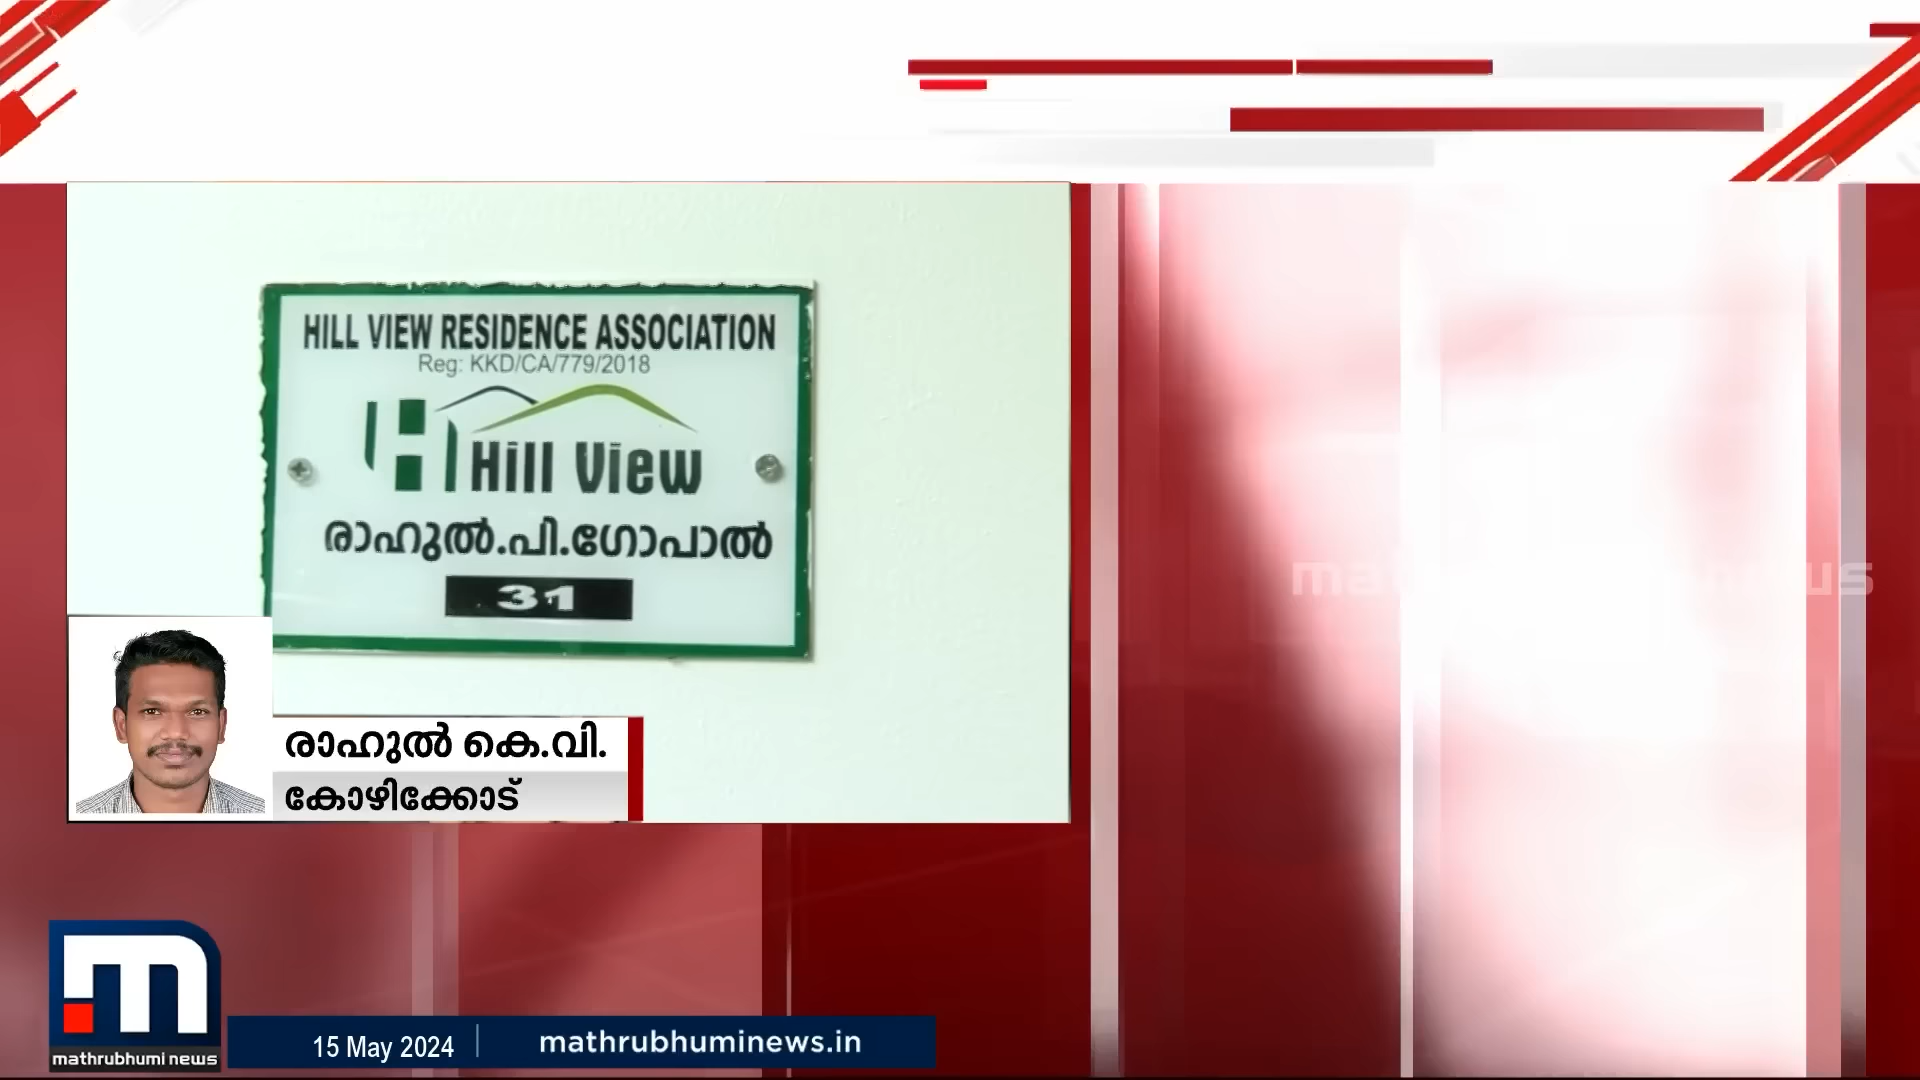 HILL VIEW RESIDENCE ASSOCIATION
Reg: KKD/CA/779/2018
H Hill View
രാഹുൽ.പി.ഗോപാൽ
31
രാഹുൽ കെ.വി.
കോഴിക്കോട്
mathrubhumi news
15 May 2024
mathrubhuminews.in